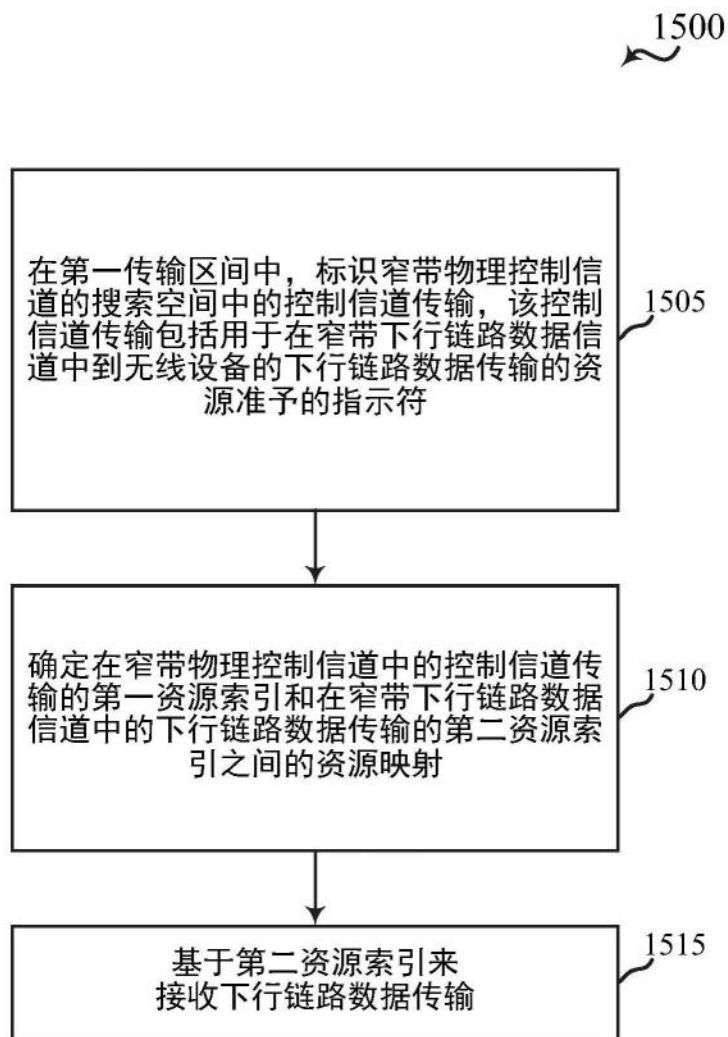 1500
在第一传输区间中，标识窄带物理控制信
道的搜索空间中的控制信道传输，该控制
信道传输包括用于在窄带下行链路数据信
道中到无线设备的下行链路数据传输的资
源准予的指示符
1505
确定在窄带物理控制信道中的控制信道传
输的第一资源索引和在窄带下行链路数据
信道中的下行链路数据传输的第二资源索
引之间的资源映射
1510
基于第二资源索引来
接收下行链路数据传输
1515